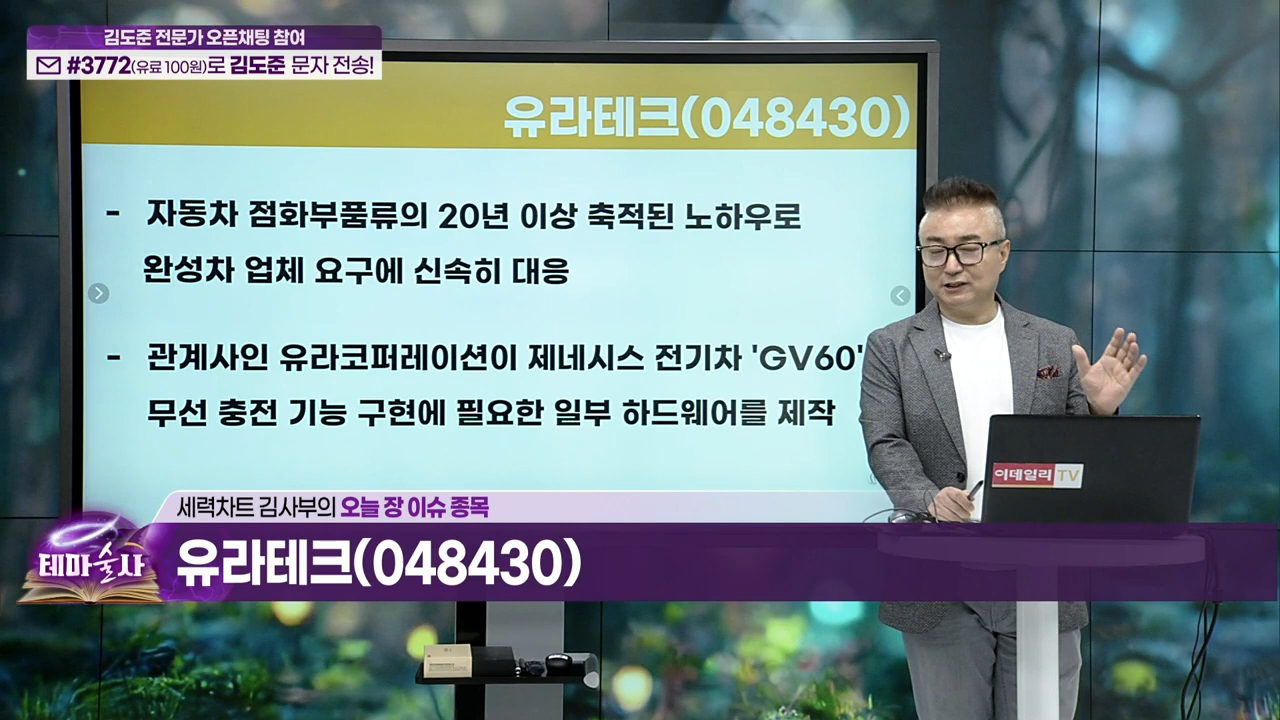 김도준 전문가 오픈채팅 참여
#3772(유료 100원)로 김도준 문자 전송!
유라테크(048430)
- 자동차 점화부품류의 20년 이상 축적된 노하우로
완성차 업체 요구에 신속히 대응
- 관계사인 유라코퍼레이션이 제네시스 전기차 'GV60'
무선 충전 기능 구현에 필요한 일부 하드웨어를 제작
이데일리TV
세력차트 김사부의 오늘 장 이슈 종목
테마술사
유라테크(048430)